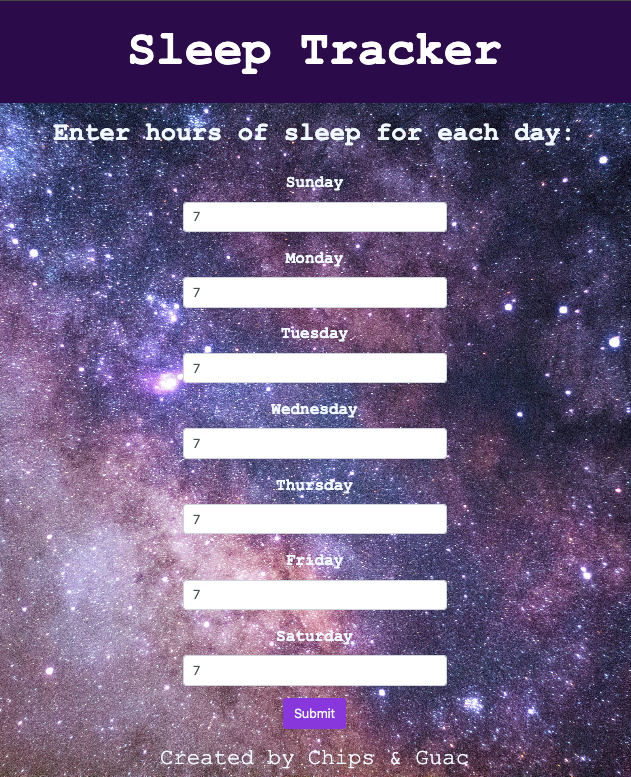 Sleep Tracker
Enter hours of sleep for each day:
Sunday
7
Monday
7
Tuesday
7
Wednesday
7
Thursday
7
Friday
7
Saturday
7
Submit
Created by Chips & Guac